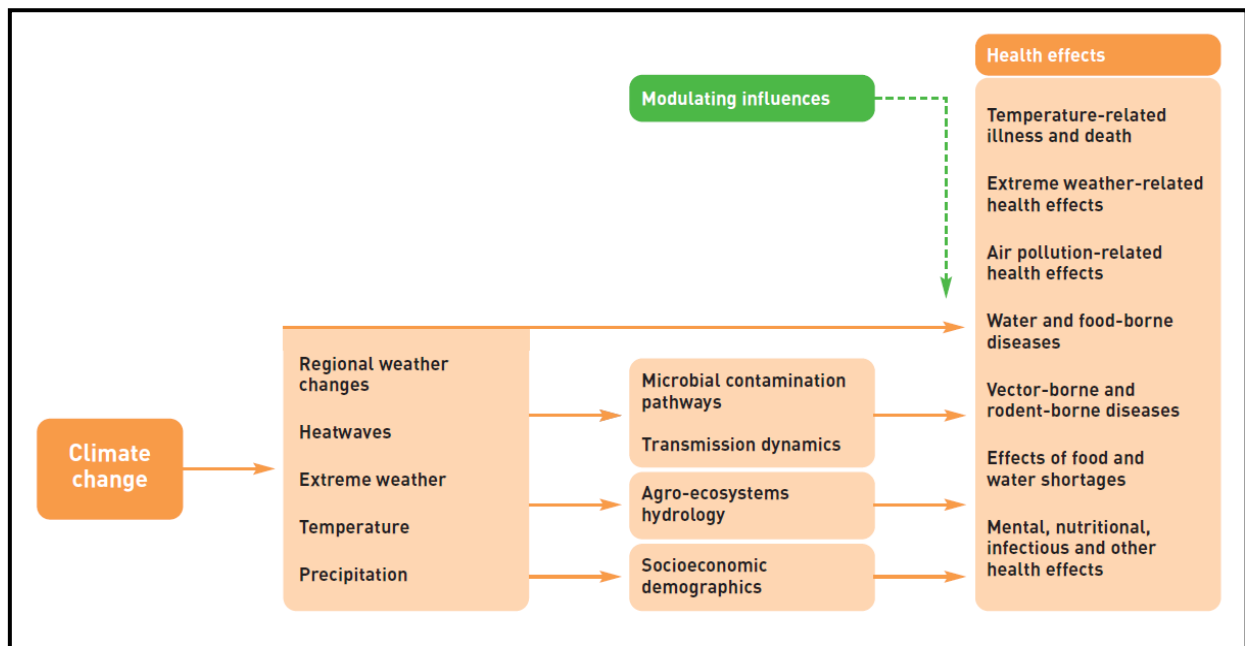 Health effects
Modulating influences
Temperature-related
illness and death
Extreme weather-related
health effects
Air pollution-related
health effects
Water and food-borne
diseases
Vector-borne and
rodent-borne diseases
Effects of food and
water shortages
Mental, nutritional,
infectious and other
health effects
Climate
change
Regional weather
changes
Heatwaves
Extreme weather
Temperature
Precipitation
Microbial contamination
pathways
Transmission dynamics
Agro-ecosystems
hydrology
Socioeconomic
demographics